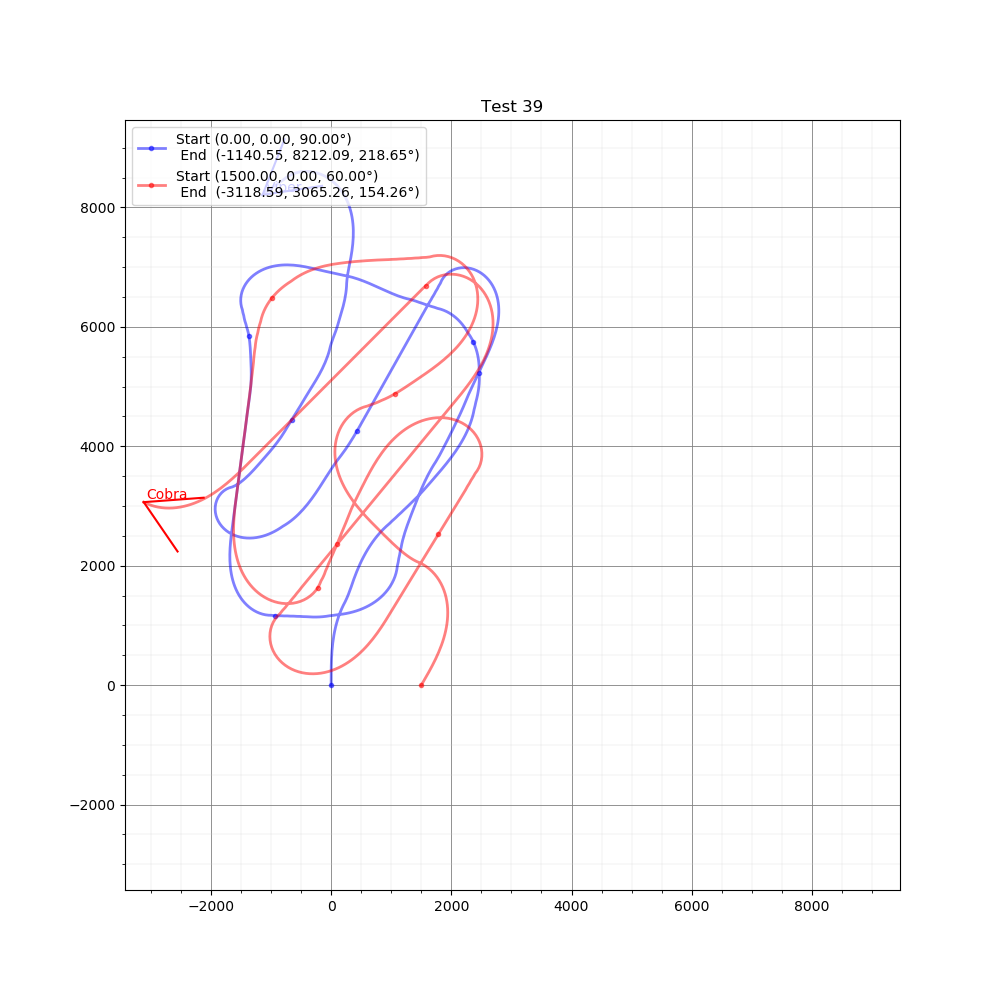 Test 39
Start (0.00, 0.00, 90.00°)
End (-1140.55, 8212.09, 218.65°)
Start (1500.00, 0.00, 60.00°)
End (-3118.59, 3065.26, 154.26°)
8000
6000
4000
Cobra
2000
0
−2000
−2000
0
2000
4000
6000
8000